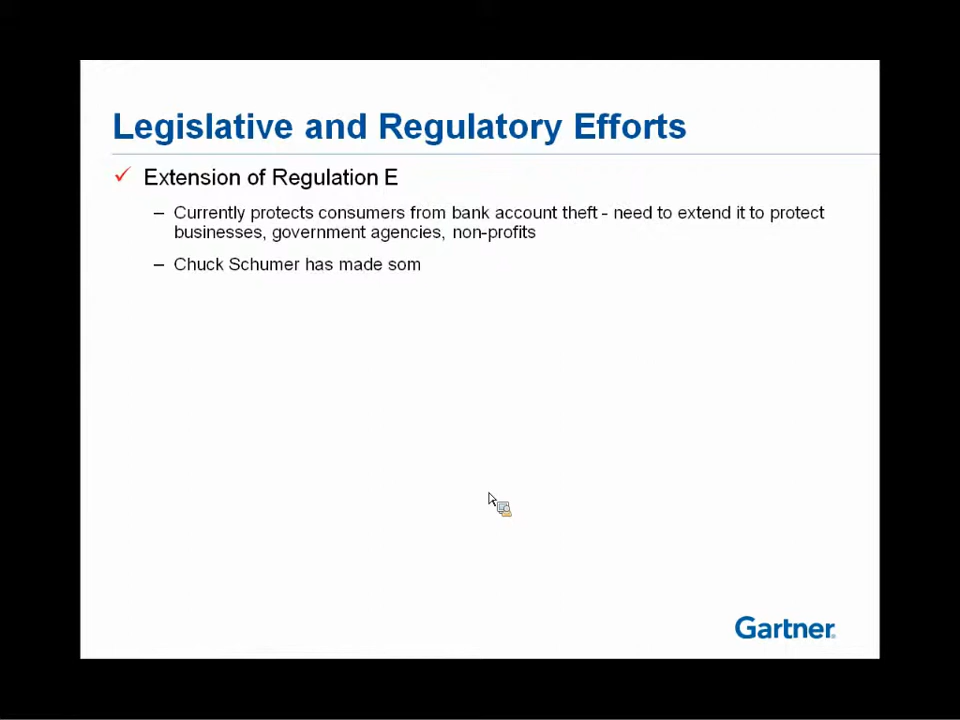 Legislative and Regulatory Efforts
✓ Extension of Regulation E
– Currently protects consumers from bank account theft - need to extend it to protect
businesses, government agencies, non-profits
– Chuck Schumer has made som
Gartner.